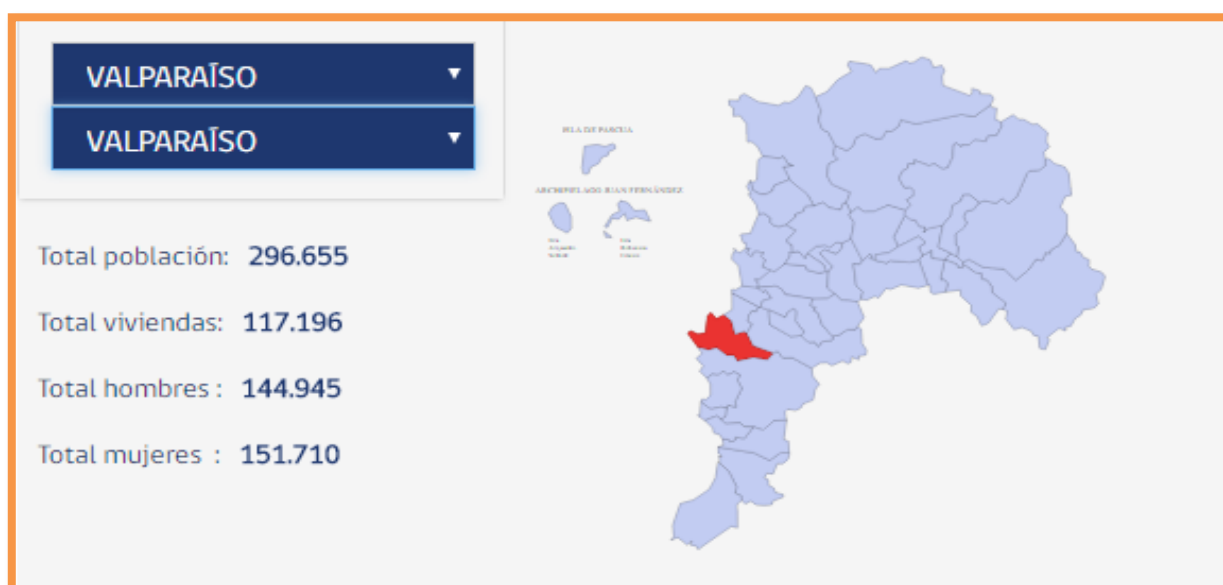 VALPARAÍSO
VALPARAÍSO
Total población: 296.655
Total viviendas: 117.196
Total hombres : 144.945
Total mujeres : 151.710
ISLA DE PASCUA
ARCHIPIELAGO JUAN FERNÁNDEZ